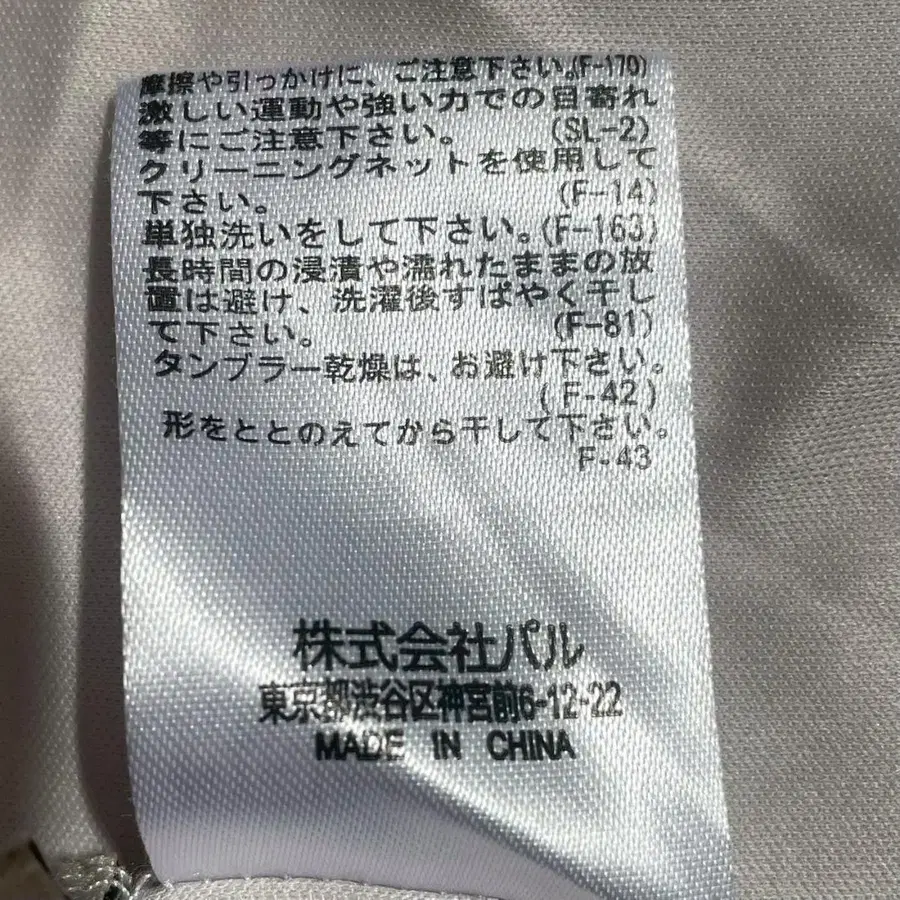 摩擦や引っかけに、ご注意下さい。(F-170)
激しい運動や強い力での目寄れ
等にご注意下さい。(SL-2)
クリーニングネットを使用して
下さい。(F-14)
単独洗いをして下さい。(F-163)
長時間の浸漬や濡れたままの放
置は避け、洗濯後すばやく干し
て下さい。(F-81)
タンブラー乾燥は、お避け下さい。
(F-42)
形をととのえてから干して下さい。
F-43
株式会社パル
東京都渋谷区神宮前6-12-22
MADE IN CHINA